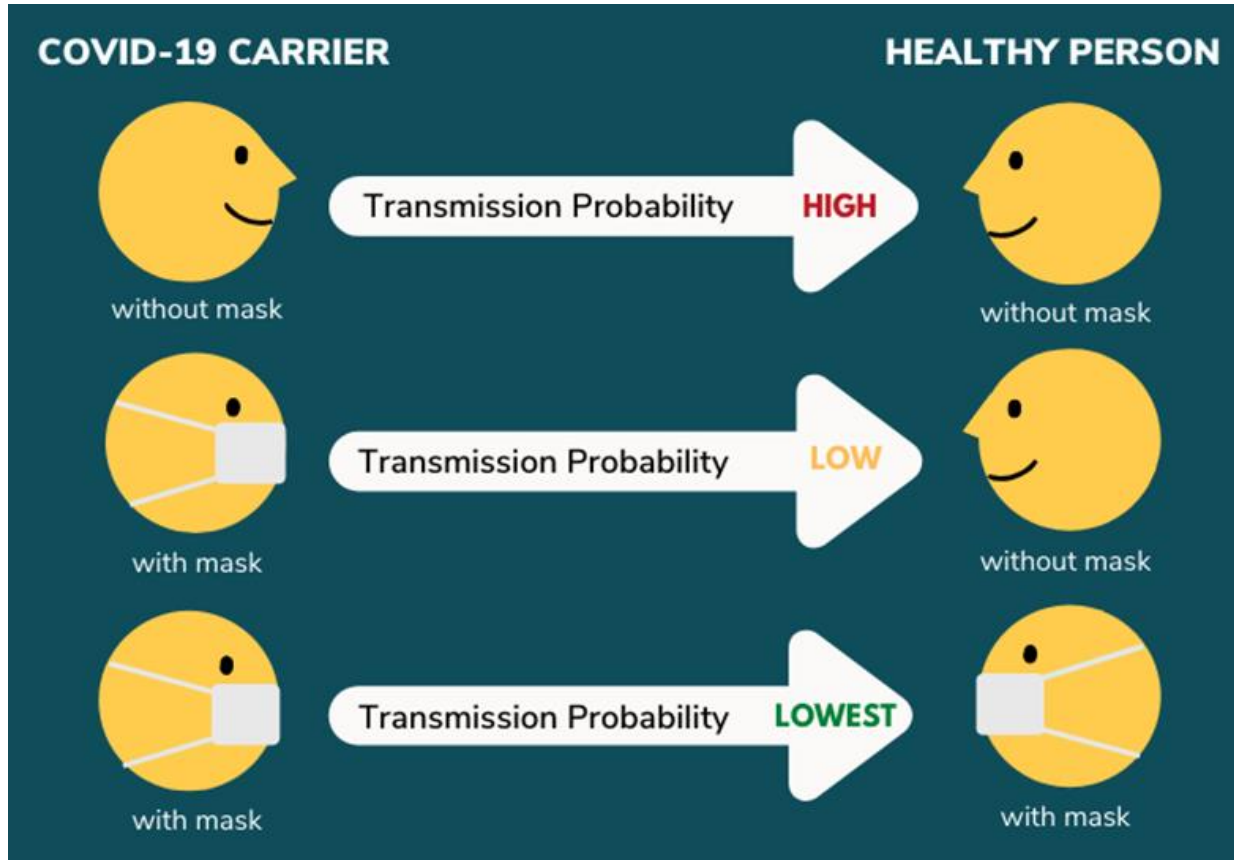 COVID-19 CARRIER
HEALTHY PERSON
Transmission Probability HIGH
without mask
without mask
Transmission Probability LOW
with mask
without mask
Transmission Probability LOWEST
with mask
with mask